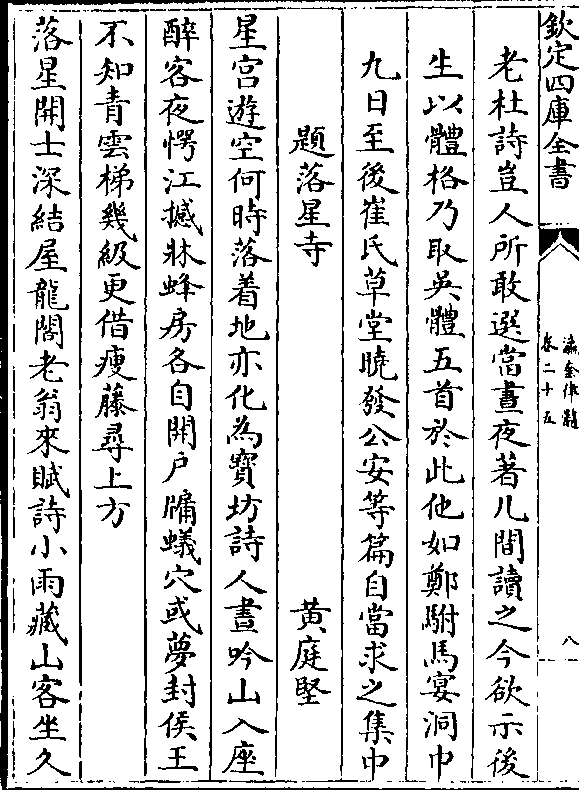 欽定四庫全書
瀛奎律髓
卷二十五
八
老杜詩豈人所敢選當晝夜著几間讀之今欲示後
生以體格乃取吳體五首於此他如鄭駙馬宴洞中
九日至後崔氏草堂曉發公安等篇自當求之集中
題落星寺 黃庭堅
星宫遊空何時落着地亦化為寶坊詩人晝吟山入座
醉客夜愕江撼牀蜂房各自開户牖蟻穴或夢封侯王
不知青雲梯幾級更借瘦藤尋上方
落星開士深結屋龍閣老翁來賦詩小雨藏山客坐久